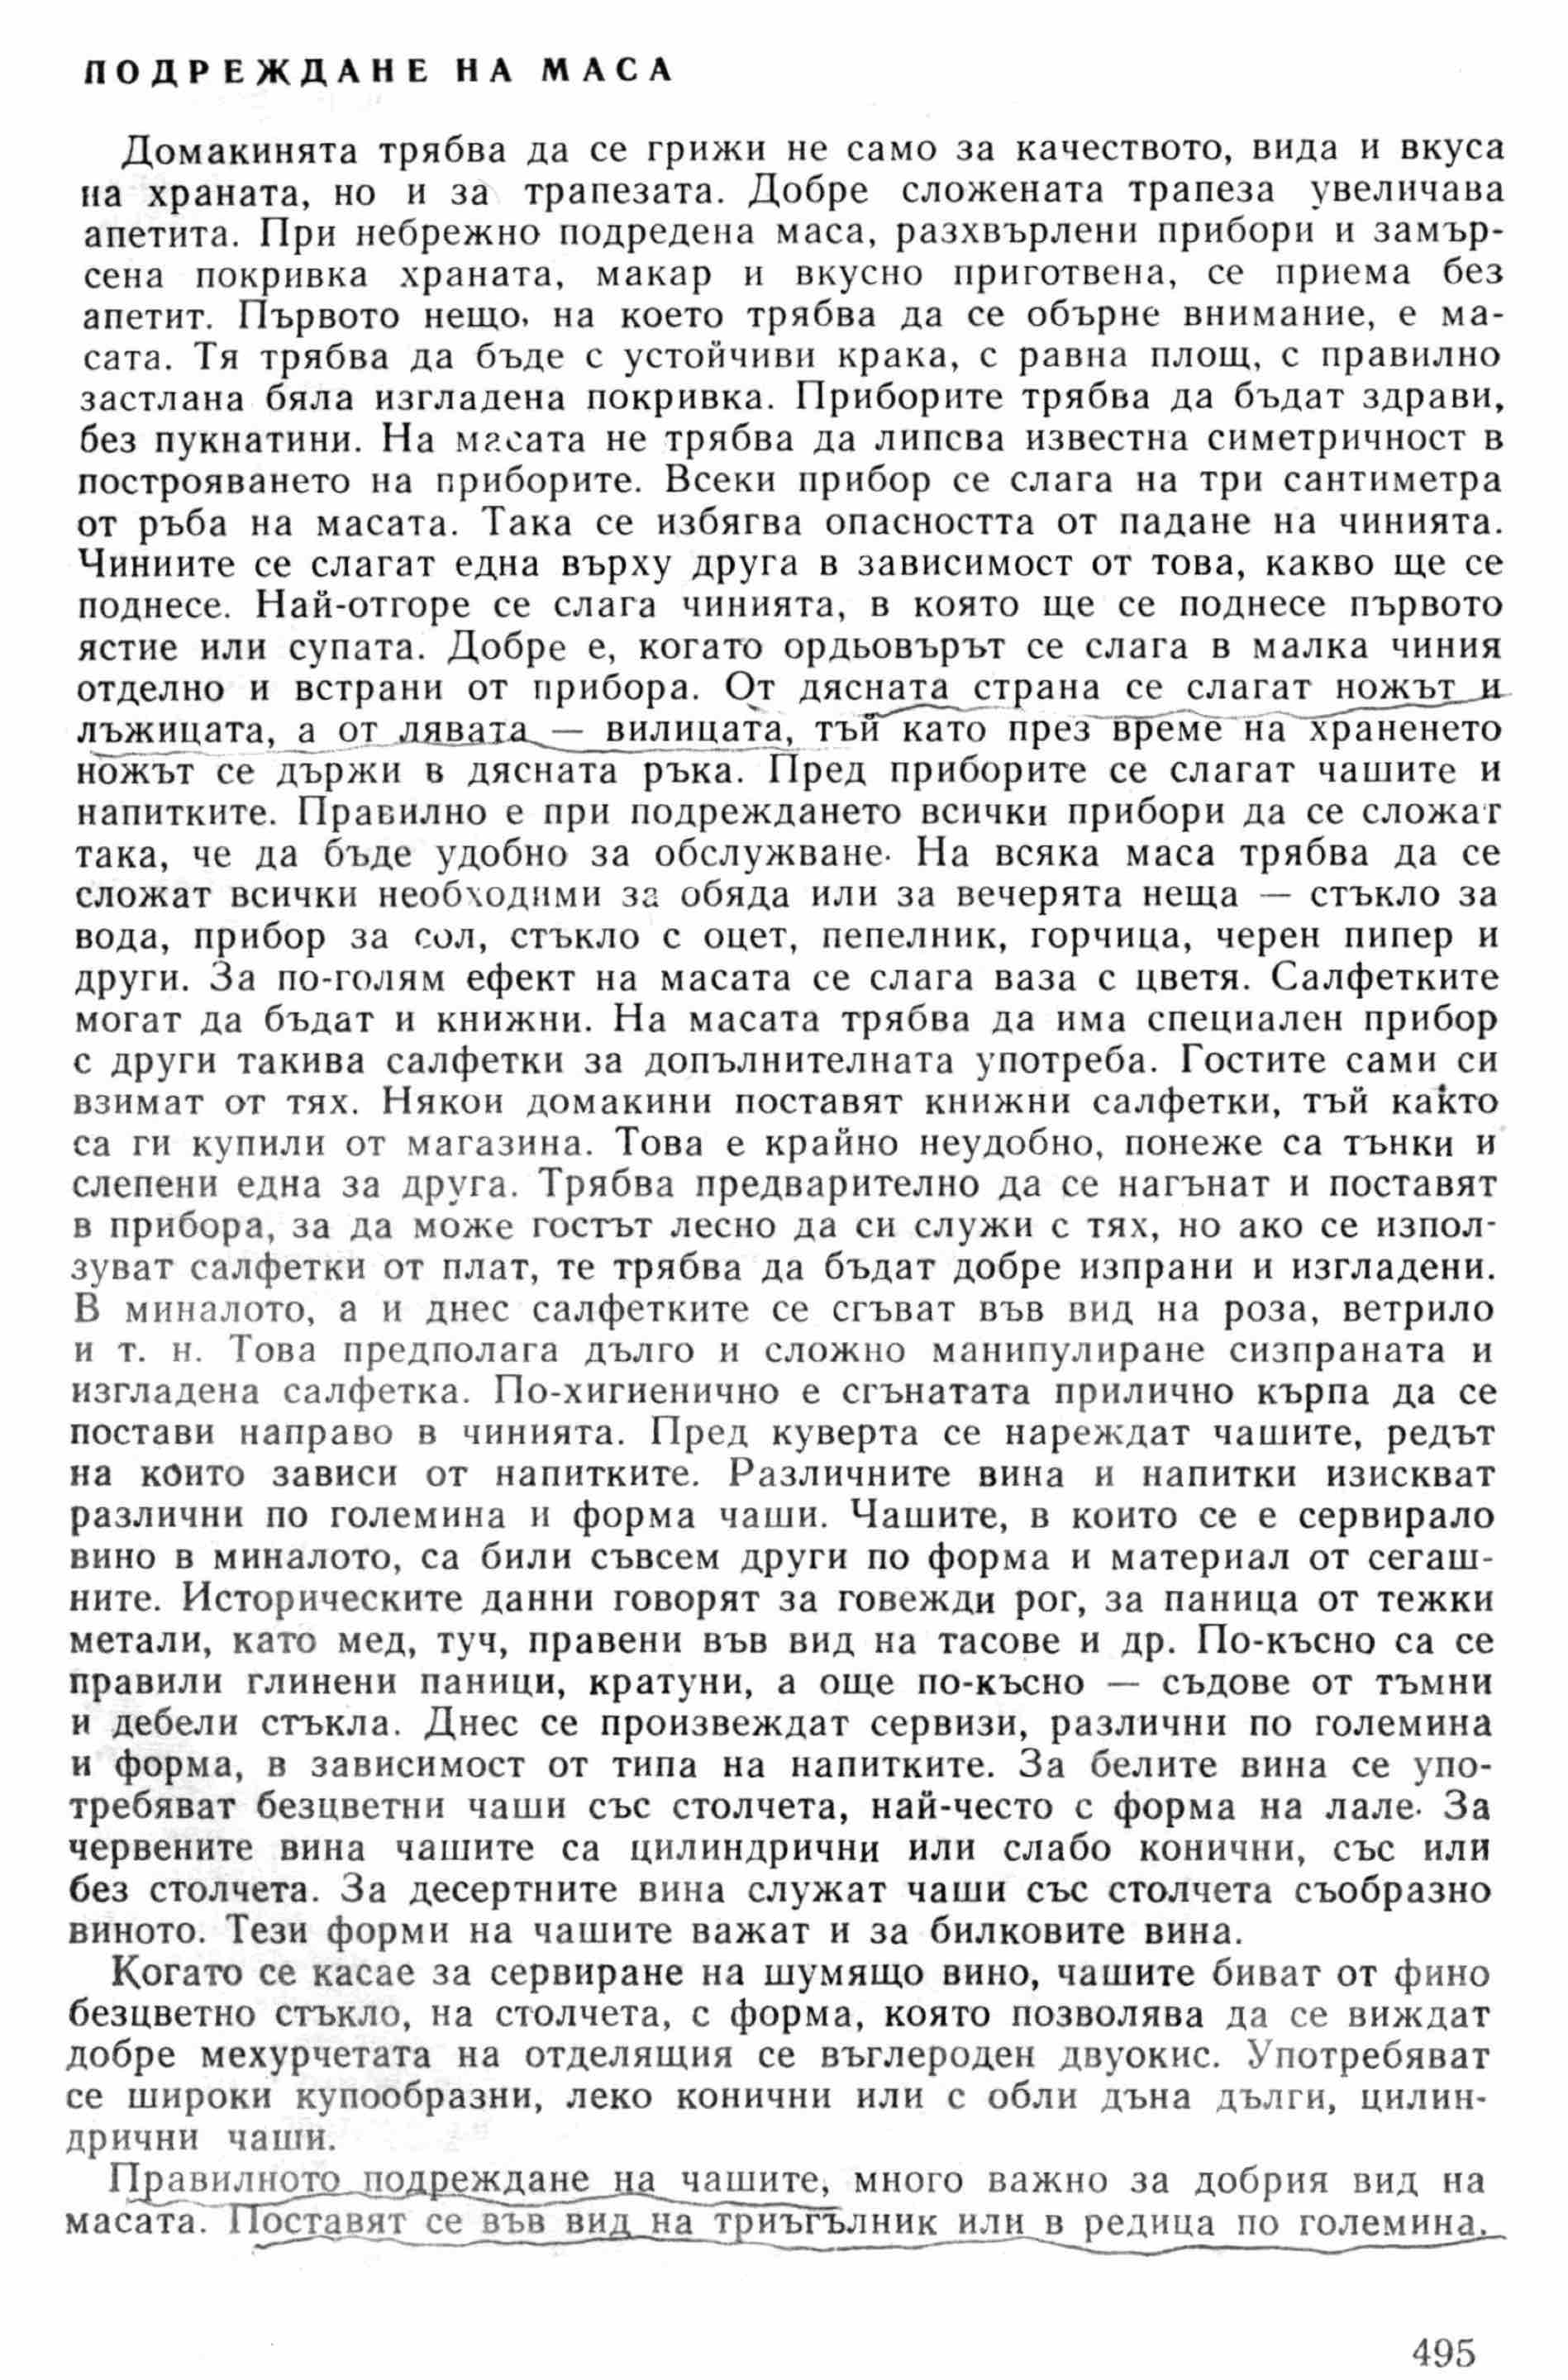 ПОДРЕЖДАНЕ НА МАСА
Домакинята трябва да се грижи не само за качеството, вида и вкуса
на храната, но и за трапезата. Добре сложената трапеза увеличава
апетита. При небрежно подредена маса, разхвърлени прибори и замър-
сена покривка храната, макар и вкусно приготвена, се приема без
апетит. Първото нещо, на което трябва да се обърне внимание, е ма-
сата. Тя трябва да бъде с устойчиви крака, с равна площ, с правилно
застлана бяла изгладена покривка. Приборите трябва да бъдат здрави,
без пукнатини. На масата не трябва да липсва известна симетричност в
построяването на приборите. Всеки прибор се слага на три сантиметра
от ръба на масата. Така се избягва опасността от падане на чинията.
Чиниите се слагат една върху друга в зависимост от това, какво ще се
поднесе. Най-отгоре се слага чинията, в която ще се поднесе първото
ястие или супата. Добре е, когато ордьовърът се слага в малка чиния
отделно и встрани от прибора. От дясната страна се слагат ножът и
лъжицата, а от лявата — вилицата, тъй като през време на храненето
ножът се държи в дясната ръка. Пред приборите се слагат чашите и
напитките. Правилно е при подреждането всички прибори да се сложат
така, че да бъде удобно за обслужване. На всяка маса трябва да се
сложат всички необходими за обяда или за вечерята неща — стъкло за
вода, прибор за сол, стъкло с оцет, пепелник, горчица, черен пипер и
други. За по-голям ефект на масата се слага ваза с цветя. Салфетките
могат да бъдат и книжни. На масата трябва да има специален прибор
с други такива салфетки за допълнителната употреба. Гостите сами си
взимат от тях. Някои домакини поставят книжни салфетки, тъй както
са ги купили от магазина. Това е крайно неудобно, понеже са тънки и
слепени една за друга. Трябва предварително да се нагънат и поставят
в прибора, за да може гостът лесно да си служи с тях, но ако се изпол-
зуват салфетки от плат, те трябва да бъдат добре изпрани и изгладени.
В миналото, а и днес салфетките се сгъват във вид на роза, ветрило
и т. н. Това предполага дълго и сложно манипулиране сизпраната и
изгладена салфетка. По-хигиенично е сгънатата прилично кърпа да се
постави направо в чинията. Пред куверта се нареждат чашите, редът
на които зависи от напитките. Различните вина и напитки изискват
различни по големина и форма чаши. Чашите, в които се е сервирало
вино в миналото, са били съвсем други по форма и материал от сегаш-
ните. Историческите данни говорят за говежди рог, за паница от тежки
метали, като мед, туч, правени във вид на тасове и др. По-късно са се
правили глинени паници, кратуни, а още по-късно — съдове от тъмни
и дебели стъкла. Днес се произвеждат сервизи, различни по големина
и форма, в зависимост от типа на напитките. За белите вина се упо-
требяват безцветни чаши със столчета, най-често с форма на лале. За
червените вина чашите са цилиндрични или слабо конични, със или
без столчета. За десертните вина служат чаши със столчета съобразно
виното. Тези форми на чашите важат и за билковите вина.
Когато се касае за сервиране на шумящо вино, чашите биват от фино
безцветно стъкло, на столчета, с форма, която позволява да се виждат
добре мехурчетата на отделящия се въглероден двуокис. Употребяват
се широки купообразни, леко конични или с обли дъна дълги, цилин-
дрични чаши.
Правилното подреждане на чашите, много важно за добрия вид на
масата. Поставят се във вид на триъгълник или в редица по големина.
495